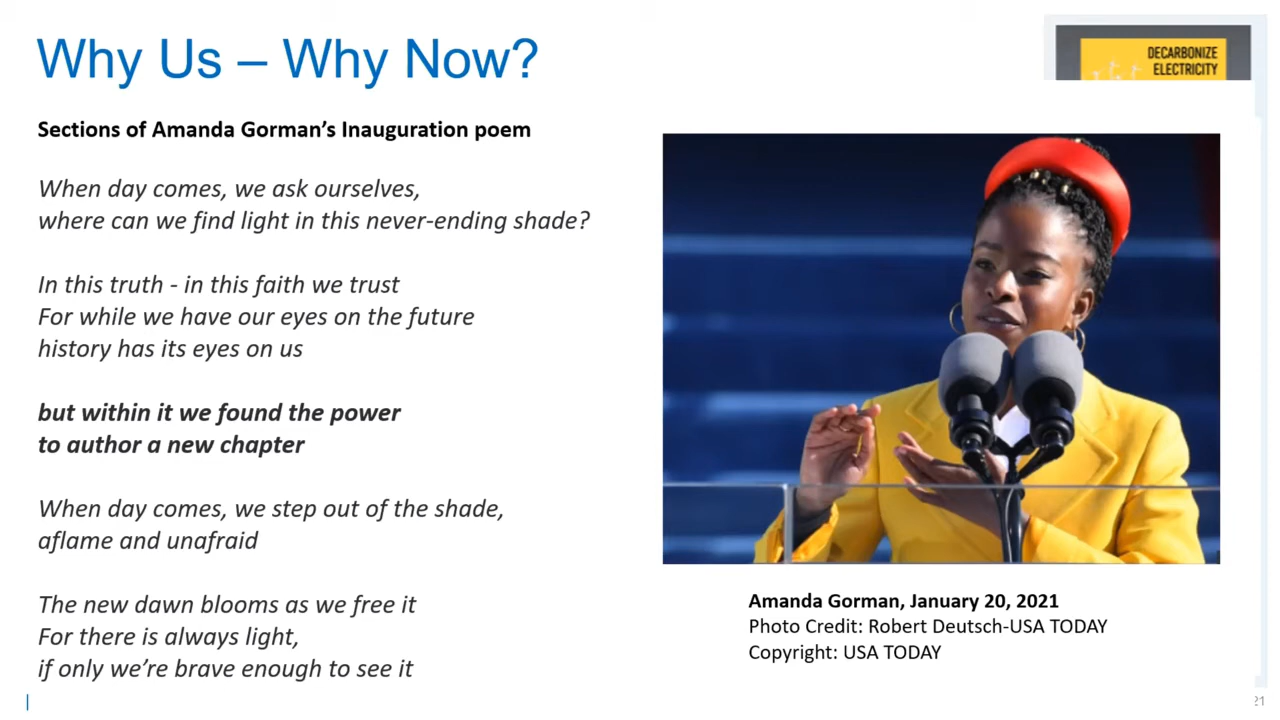 Why Us – Why Now?
DECARBONIZE
ELECTRICITY
Sections of Amanda Gorman’s Inauguration poem
When day comes, we ask ourselves,
where can we find light in this never-ending shade?
In this truth - in this faith we trust
For while we have our eyes on the future
history has its eyes on us
but within it we found the power
to author a new chapter
When day comes, we step out of the shade,
aflame and unafraid
The new dawn blooms as we free it
For there is always light,
if only we’re brave enough to see it
Amanda Gorman, January 20, 2021
Photo Credit: Robert Deutsch-USA TODAY
Copyright: USA TODAY
21